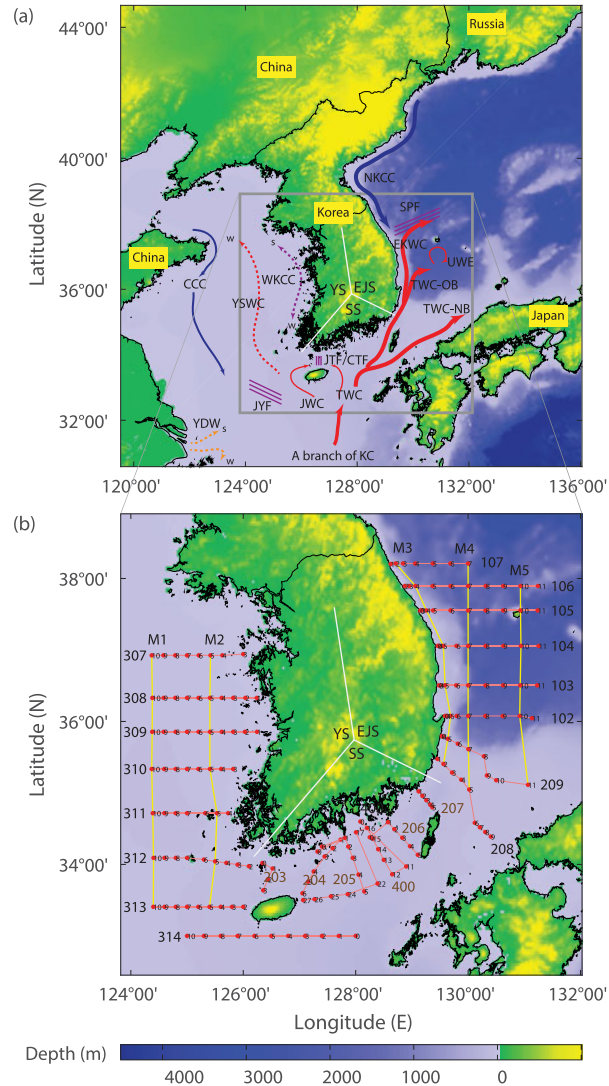 (a)
44°00'
Russia
China
40°00'
NKCC
Korea
SPF
China
w
s
EKWC
UWE
CCC
WKCC
YS
EJS
TWC-OB
36°00'
YSWC
SS
TWC-NB
w
Japan
JTF/CTF
JYF
JWC
TWC
32°00'
YDW
s
w
A branch of KC
Latitude (N)
120°00'
124°00'
128°00'
132°00'
136°00'
(b)
M3
M4
107
M5
38°00'
106
105
M1
M2
104
307
308
103
36°00'
309
YS
EJS
102
SS
310
209
311
207
206
208
34°00'
312
203
204
205
400
313
314
Latitude (N)
124°00'
126°00'
128°00'
130°00'
132°00'
Longitude (E)
Depth (m)
4000
3000
2000
1000
0